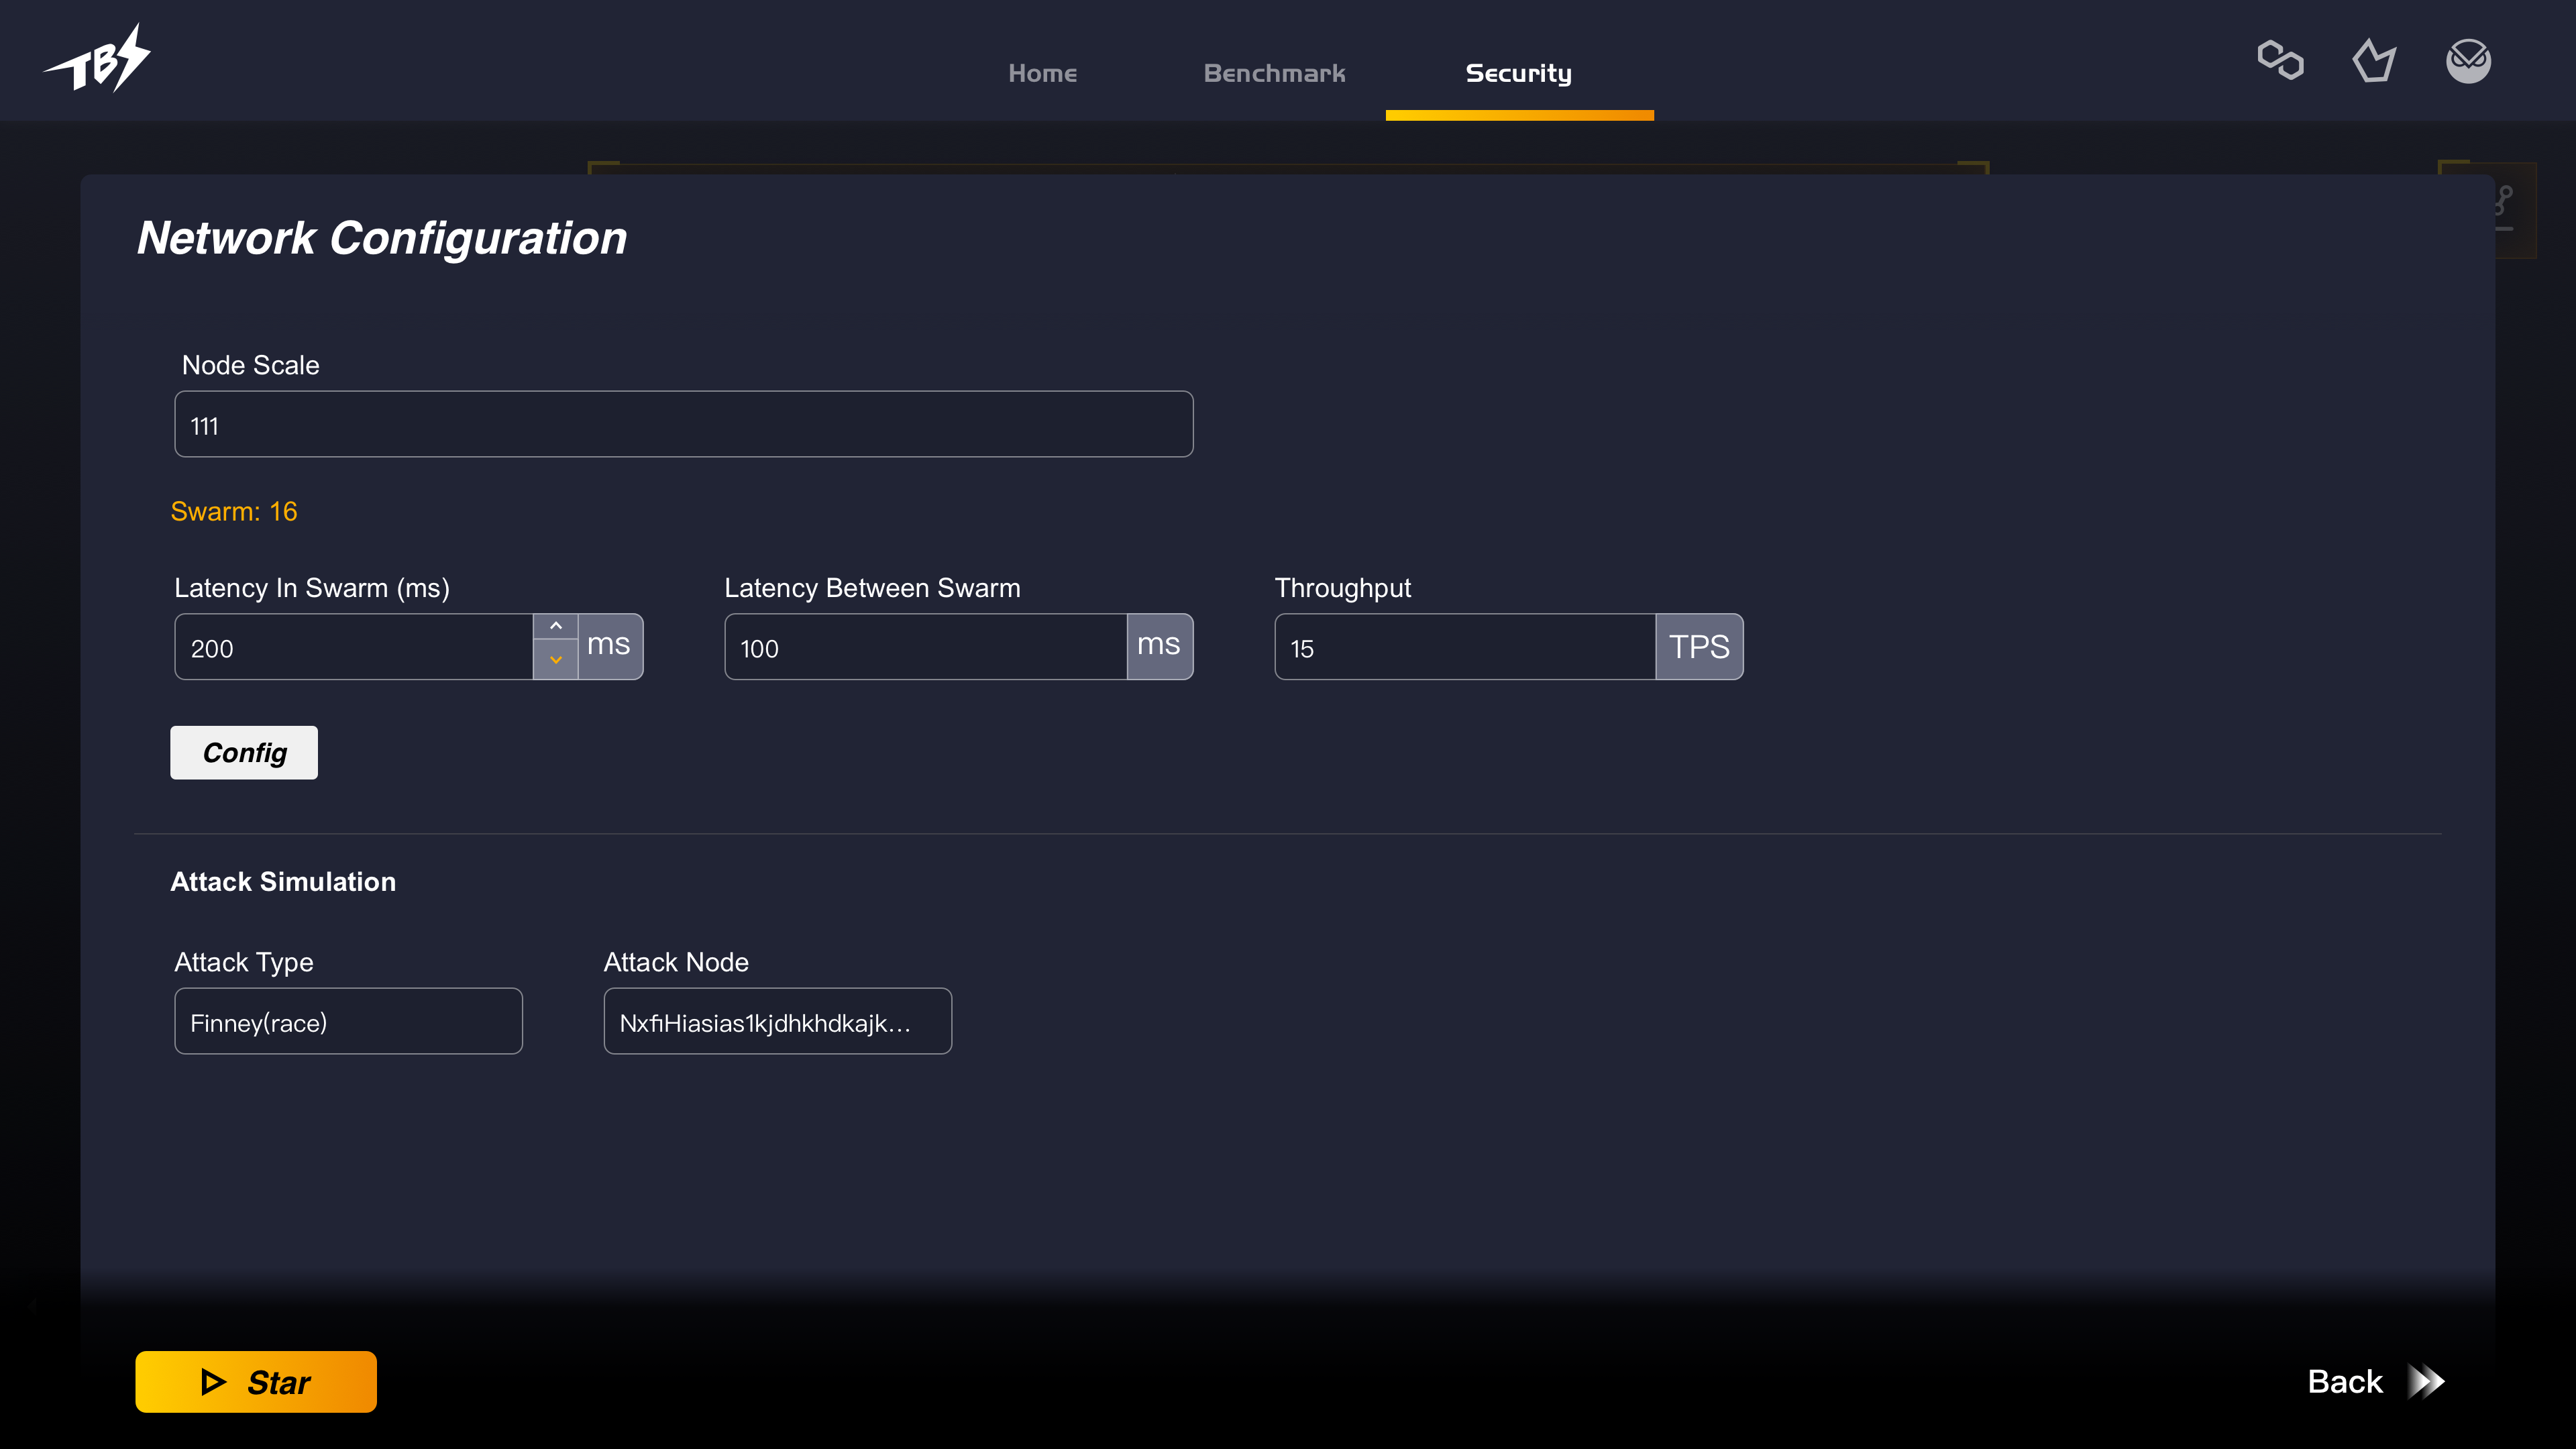 TBS
Home Benchmark Security
Network Configuration
Node Scale
111
Swarm: 16
Latency In Swarm (ms) Latency Between Swarm Throughput
200 ms 100 ms 15 TPS
Config
Attack Simulation
Attack Type Attack Node
Finney(race) NxfiHiasias1kjdhkhdkajk...
Star Back